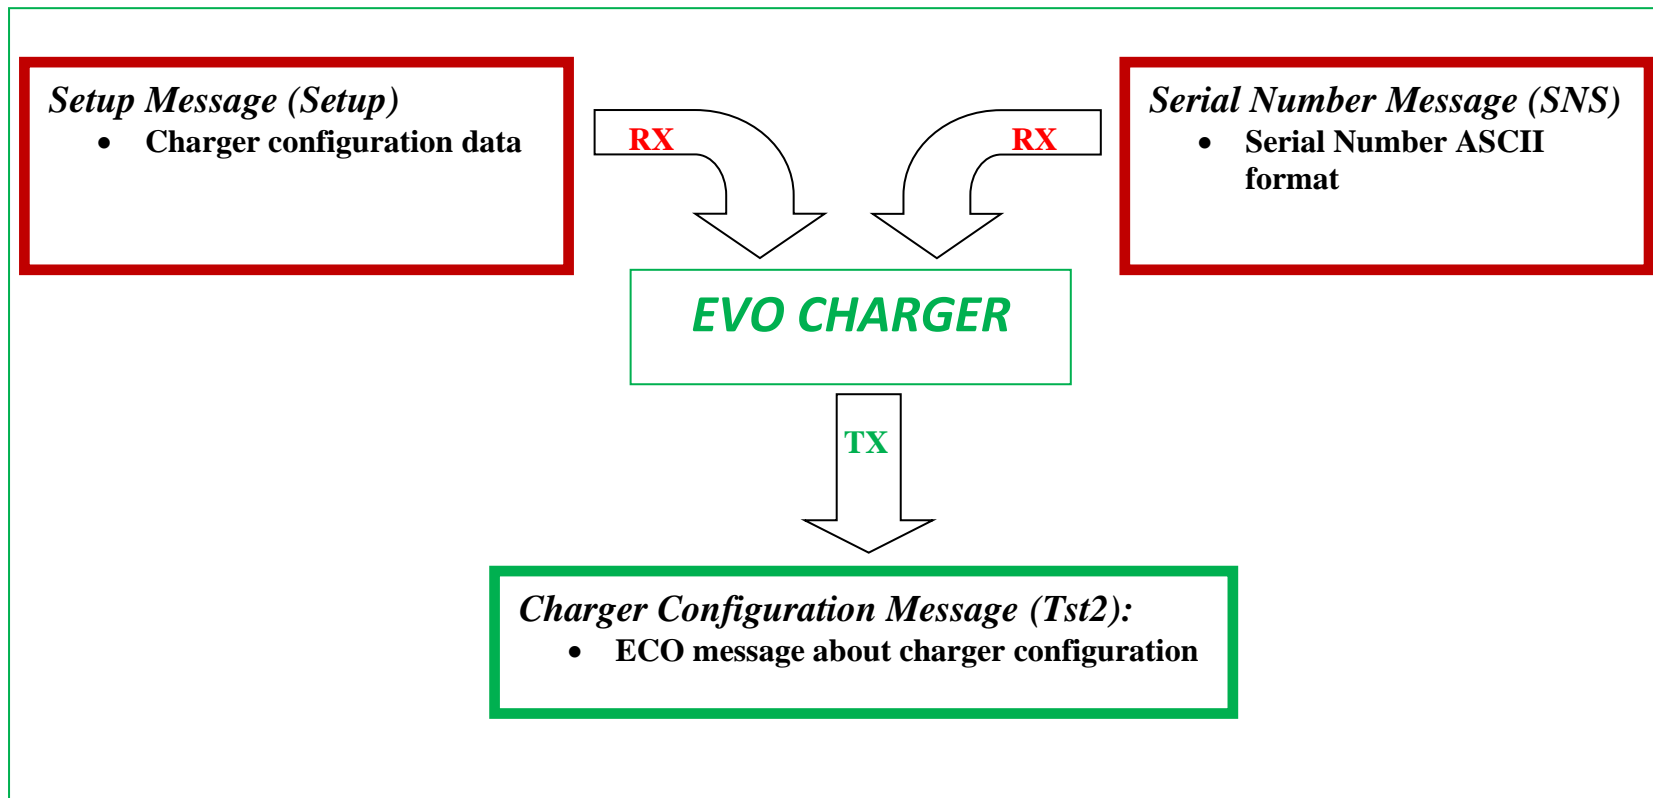 Setup Message (Setup)
• Charger configuration data
RX
RX
Serial Number Message (SNS)
• Serial Number ASCII
format
EVO CHARGER
TX
Charger Configuration Message (Tst2):
• ECO message about charger configuration